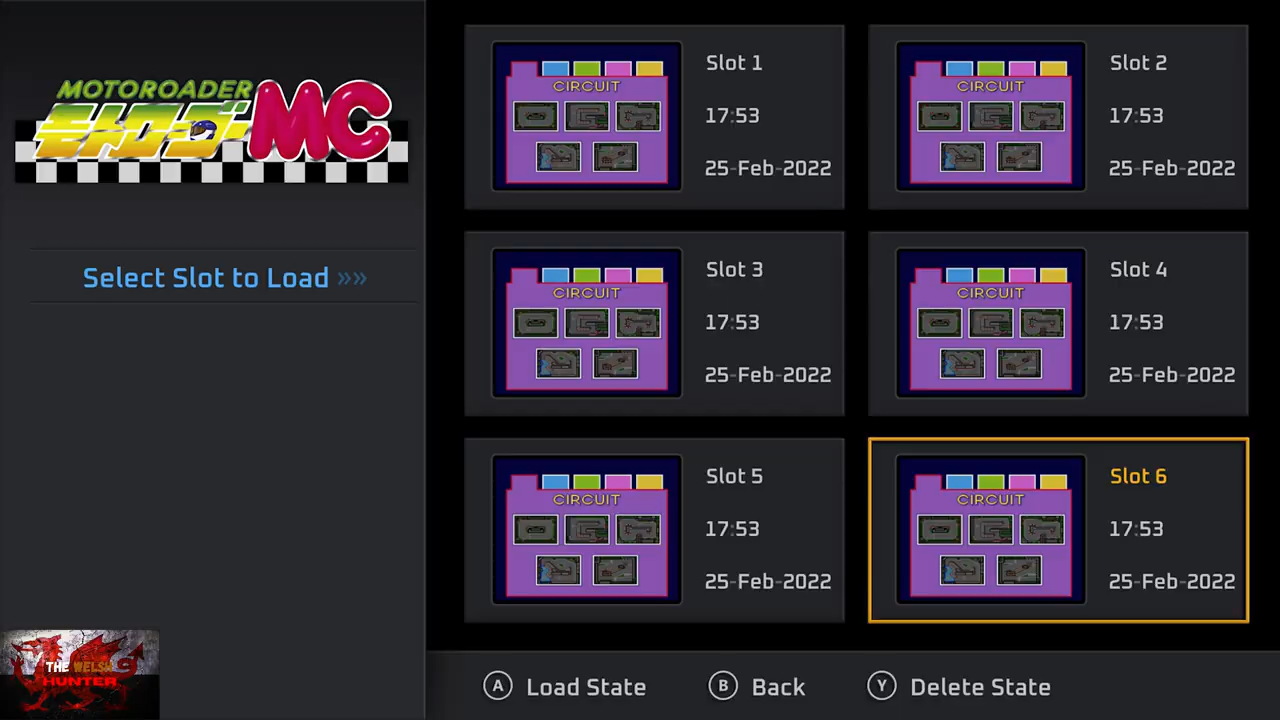 MOTOROADER
モトローダーMC
Select Slot to Load »»
CIRCUIT
Slot 1
17:53
25-Feb-2022
CIRCUIT
Slot 2
17:53
25-Feb-2022
CIRCUIT
Slot 3
17:53
25-Feb-2022
CIRCUIT
Slot 4
17:53
25-Feb-2022
CIRCUIT
Slot 5
17:53
25-Feb-2022
CIRCUIT
Slot 6
17:53
25-Feb-2022
THE WELSH
HUNTER
A Load State B Back Y Delete State